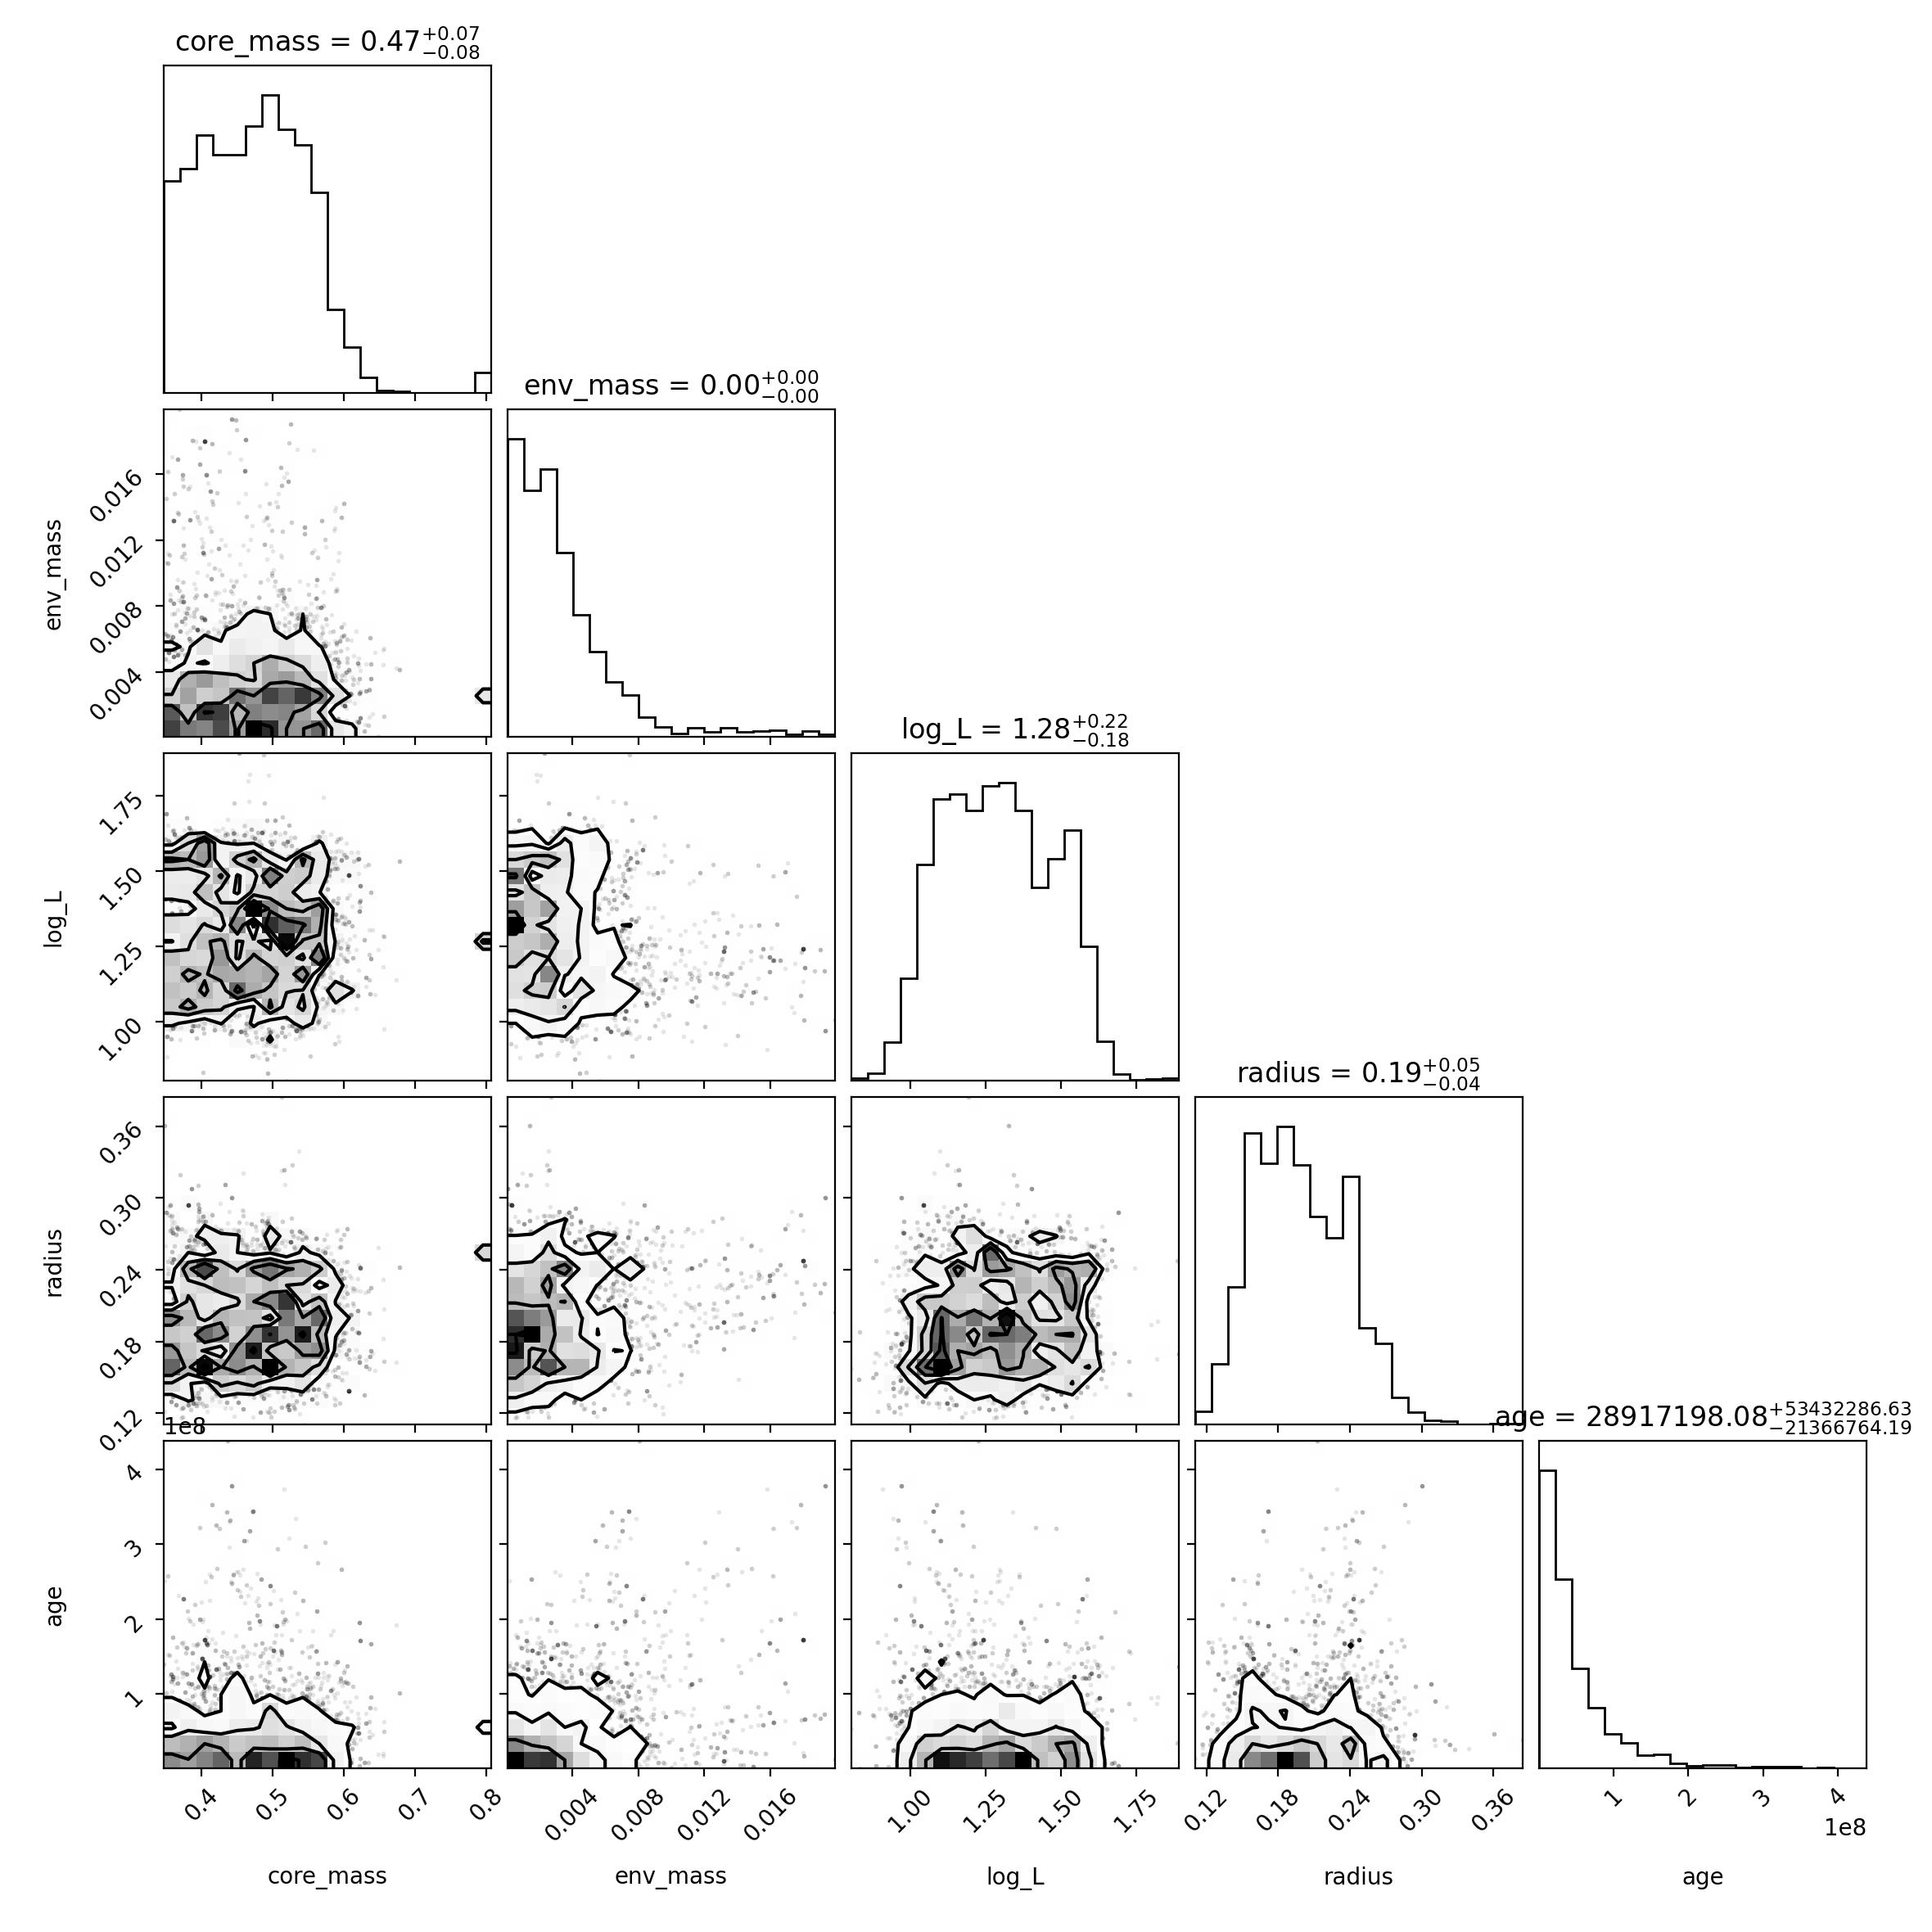 core_mass = 0.47+0.07 −0.08
env_mass = 0.00+0.00 −0.00
0.016
0.012
0.008
0.004
env_mass
log_L = 1.28+0.22 −0.18
1.75
1.50
1.25
1.00
log_L
radius = 0.19+0.05 −0.04
0.36
0.30
0.24
0.18
0.12
radius
age = 28917198.08+53432286.63 −21366764.19
1e8
4
3
2
1
age
0.4 0.5 0.6 0.7 0.8
core_mass
0.004 0.008 0.012 0.016
env_mass
1.00 1.25 1.50 1.75
log_L
0.12 0.18 0.24 0.30 0.36
radius
1 2 3 4
1e8
age